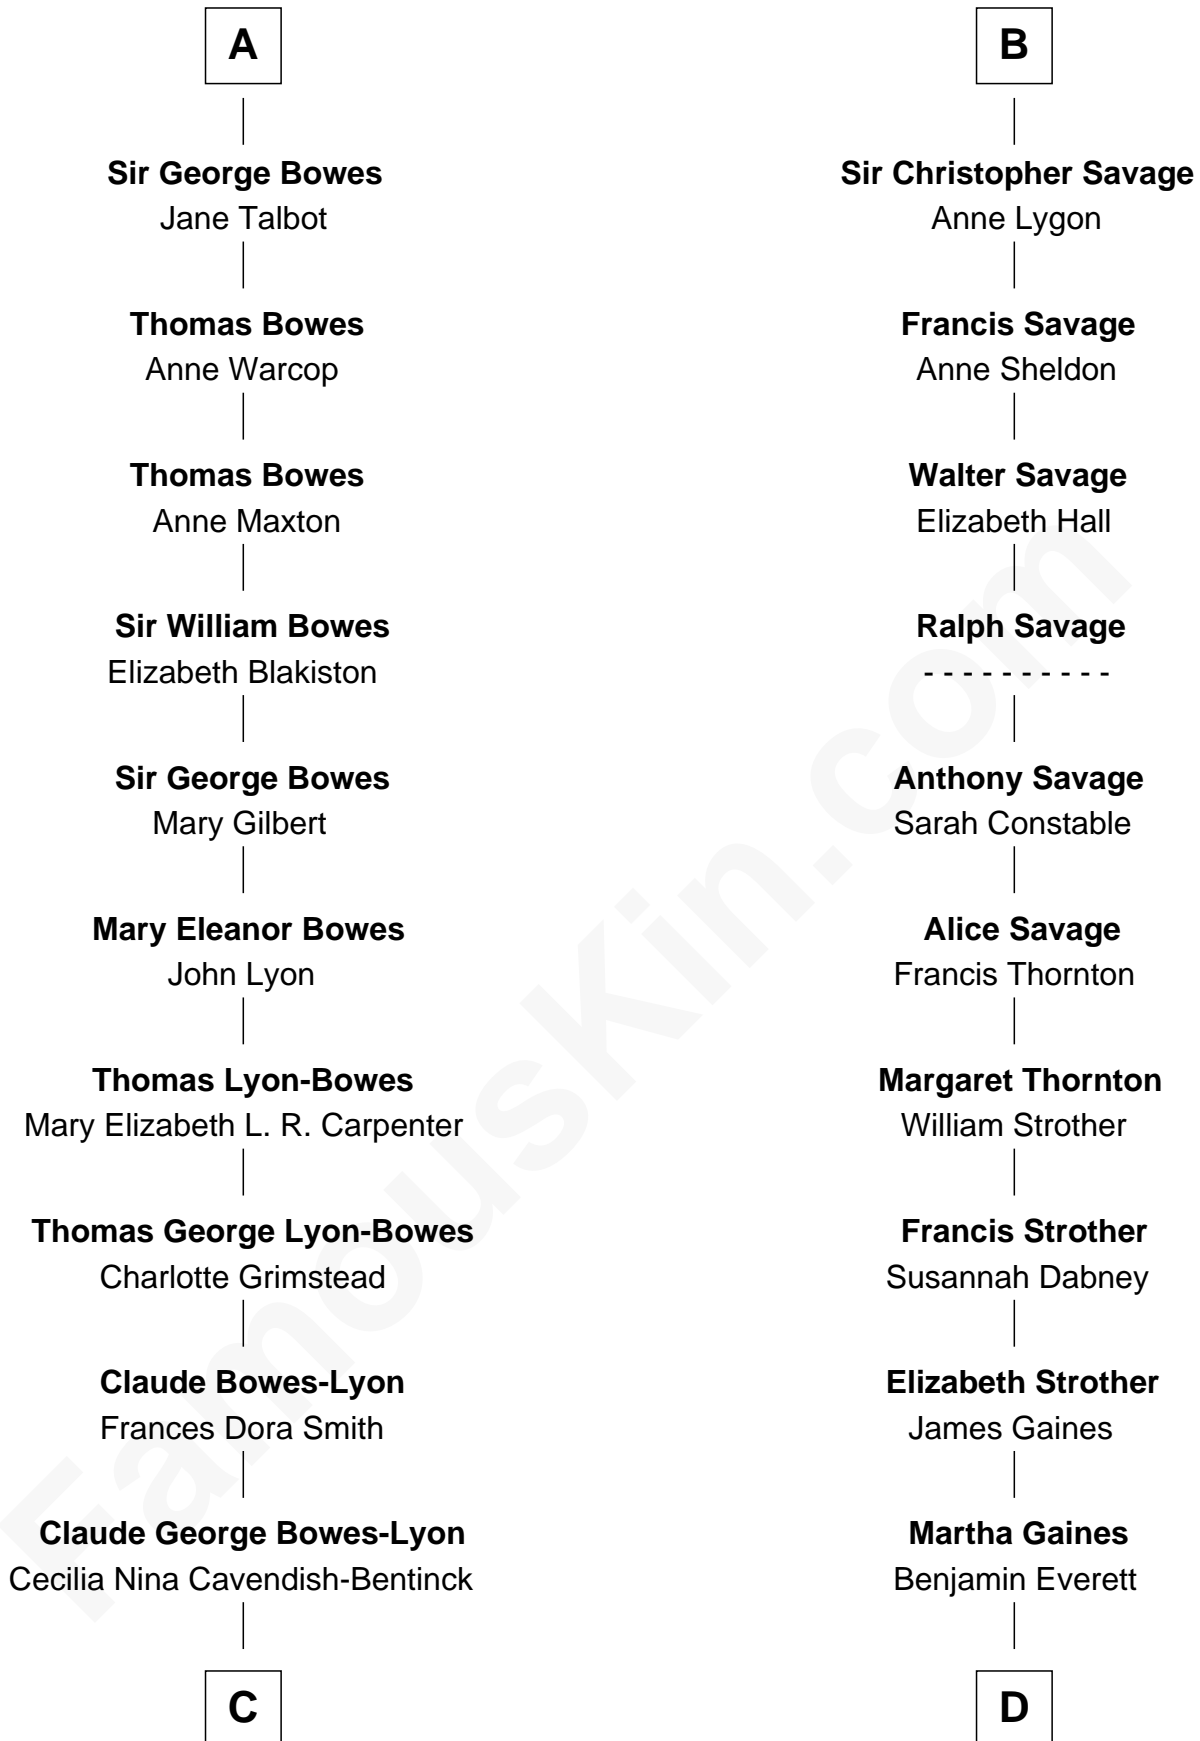 A
Sir George Bowes
Jane Talbot
Thomas Bowes
Anne Warcop
Thomas Bowes
Anne Maxton
Sir William Bowes
Elizabeth Blakiston
Sir George Bowes
Mary Gilbert
Mary Eleanor Bowes
John Lyon
Thomas Lyon-Bowes
Mary Elizabeth L. R. Carpenter
Thomas George Lyon-Bowes
Charlotte Grimstead
Claude Bowes-Lyon
Frances Dora Smith
Claude George Bowes-Lyon
Cecilia Nina Cavendish-Bentinck
C
B
Sir Christopher Savage
Anne Lygon
Francis Savage
Anne Sheldon
Walter Savage
Elizabeth Hall
Ralph Savage
- - - - - - - - - -
Anthony Savage
Sarah Constable
Alice Savage
Francis Thornton
Margaret Thornton
William Strother
Francis Strother
Susannah Dabney
Elizabeth Strother
James Gaines
Martha Gaines
Benjamin Everett
D
FamousKin.com